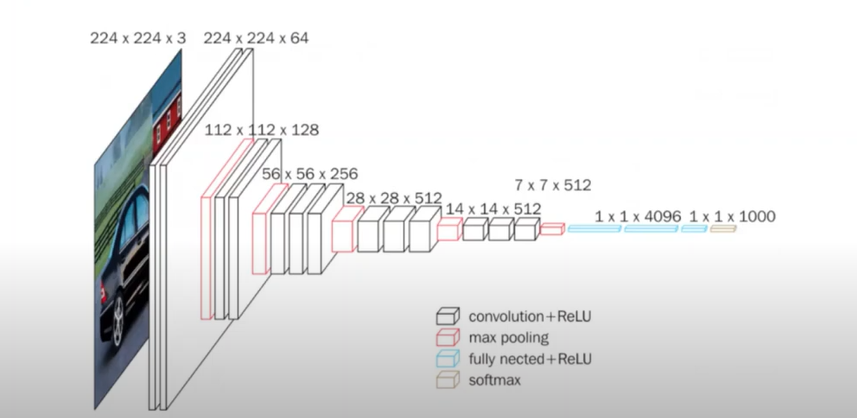 224 x 224 x 3
224 x 224 x 64
112 x 112 x 128
56 x 56 x 256
28 x 28 x 512
14 x 14 x 512
7 x 7 x 512
1 x 1 x 4096
1 x 1 x 1000
convolution+ReLU
max pooling
fully nected+ReLU
softmax